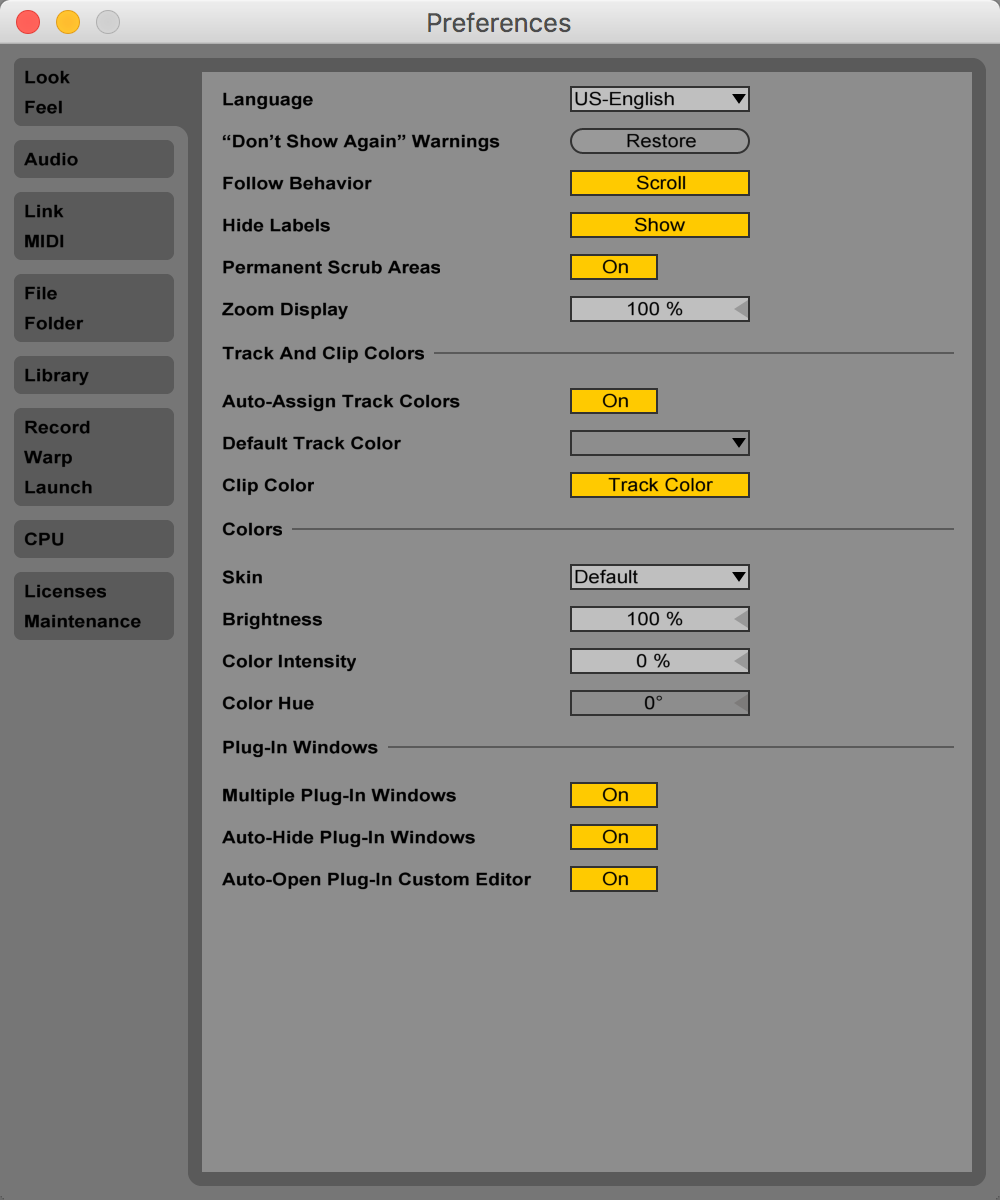 Preferences
Look
Feel
Audio
Link
MIDI
File
Folder
Library
Record
Warp
Launch
CPU
Licenses
Maintenance
Language US-English
“Don’t Show Again” Warnings Restore
Follow Behavior Scroll
Hide Labels Show
Permanent Scrub Areas On
Zoom Display 100 %
Track And Clip Colors
Auto-Assign Track Colors On
Default Track Color
Clip Color Track Color
Colors
Skin Default
Brightness 100 %
Color Intensity 0 %
Color Hue 0°
Plug-In Windows
Multiple Plug-In Windows On
Auto-Hide Plug-In Windows On
Auto-Open Plug-In Custom Editor On